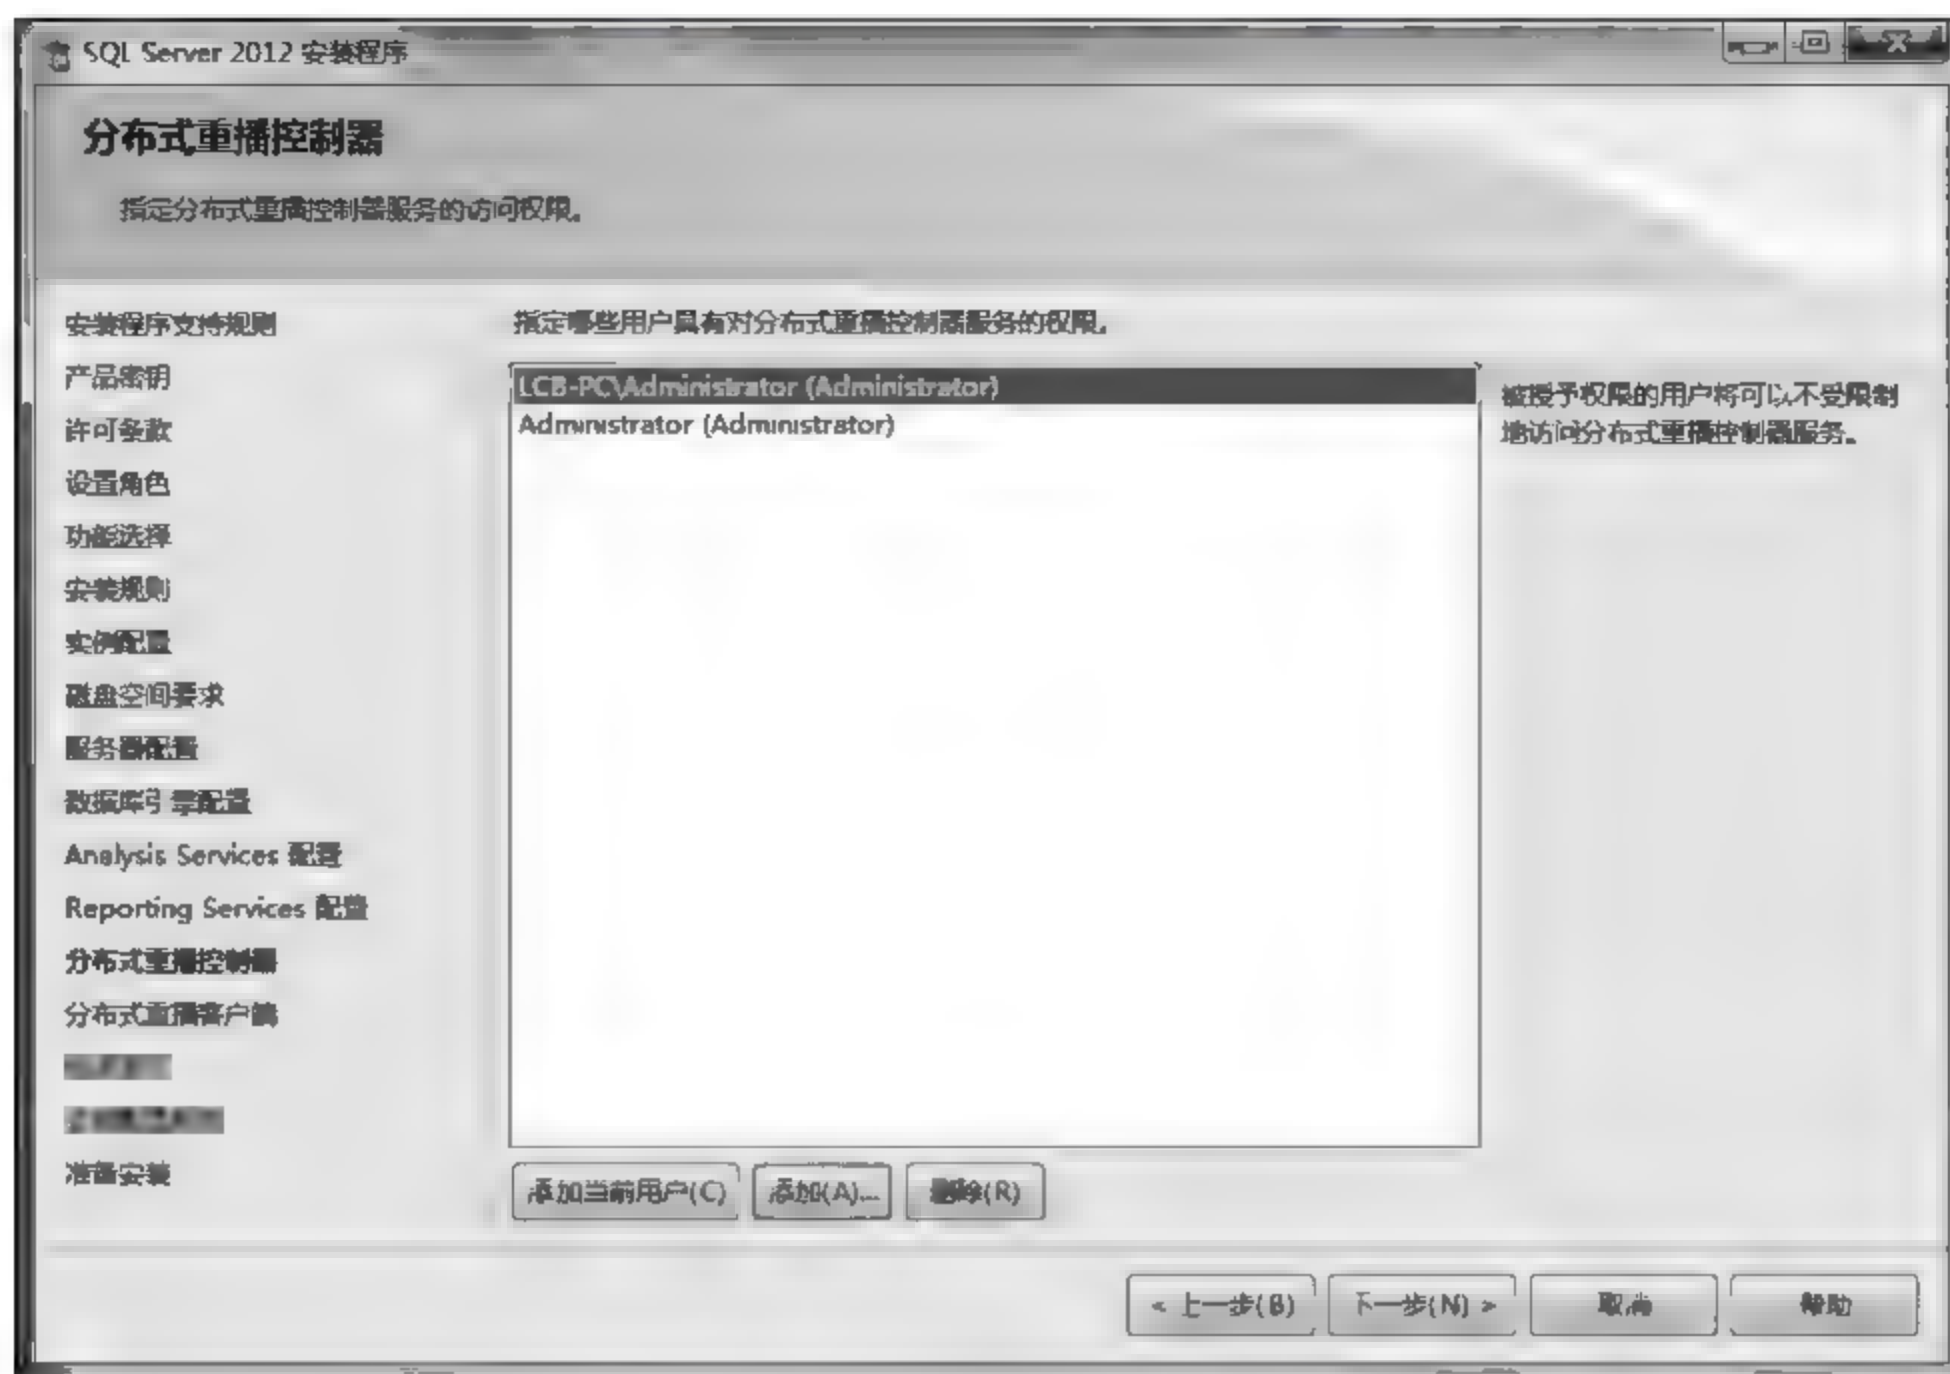 SQL Server 2012 安装程序
分布式重播控制器
指定分布式重播控制器服务的访问权限。
安装程序支持规则
产品密钥
许可条款
设置角色
功能选择
安装规则
实例配置
磁盘空间要求
服务器配置
数据库引擎配置
Analysis Services 配置
Reporting Services 配置
分布式重播控制器
分布式重播客户端
准备安装
指定哪些用户具有对分布式重播控制器服务的权限。
LCB-PC\Administrator (Administrator)
Administrator (Administrator)
被授予权限的用户将可以不受限制
地访问分布式重播控制器服务。
添加当前用户(C)
添加(A)...
删除(R)
< 上一步(B)
下一步(N) >
取消
帮助